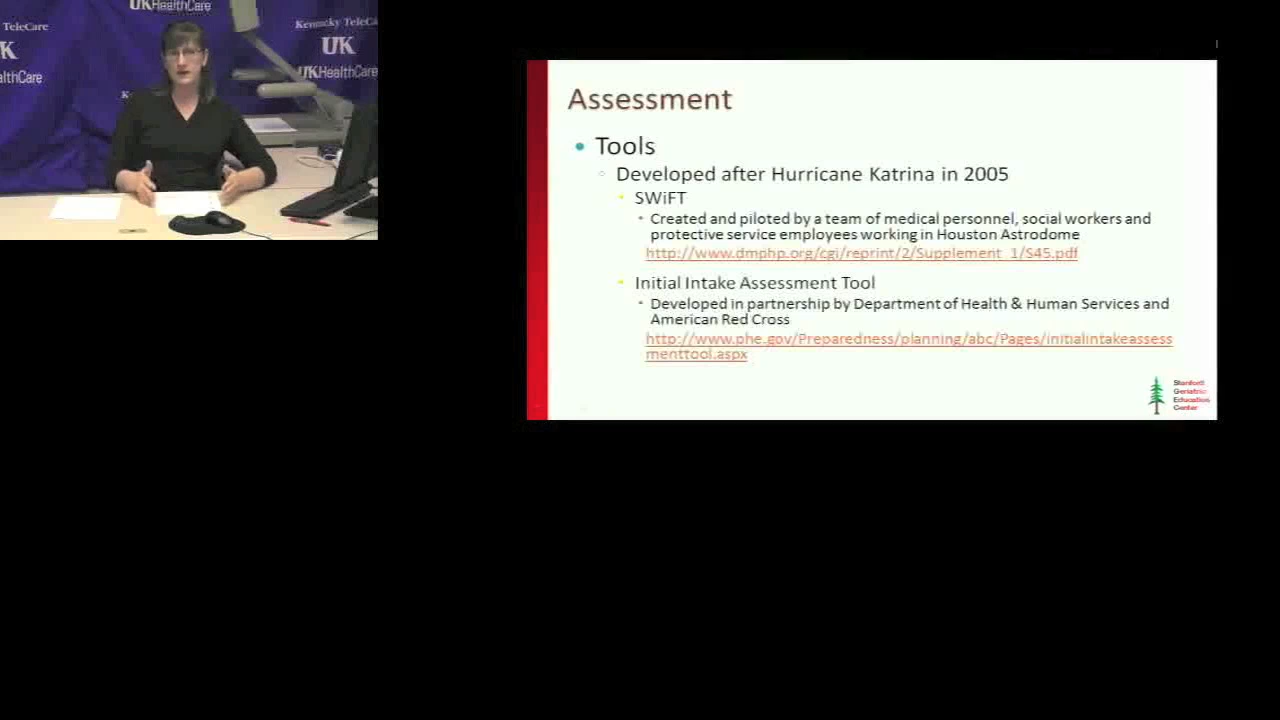 UKHealthCare
TeleCare
K
althCare
Kentucky TeleCa
UK
UKHealthCare
K
Assessment
• Tools
Developed after Hurricane Katrina in 2005
SWiFT
Created and piloted by a team of medical personnel, social workers and
protective service employees working in Houston Astrodome
http://www.dmphp.org/cgi/reprint/2/Supplement_1/S45.pdf
Initial Intake Assessment Tool
Developed in partnership by Department of Health & Human Services and
American Red Cross
http://www.phe.gov/Preparedness/planning/abc/Pages/initialintakeassess
menttool.aspx
Stanford
Geriatric
Education
Center